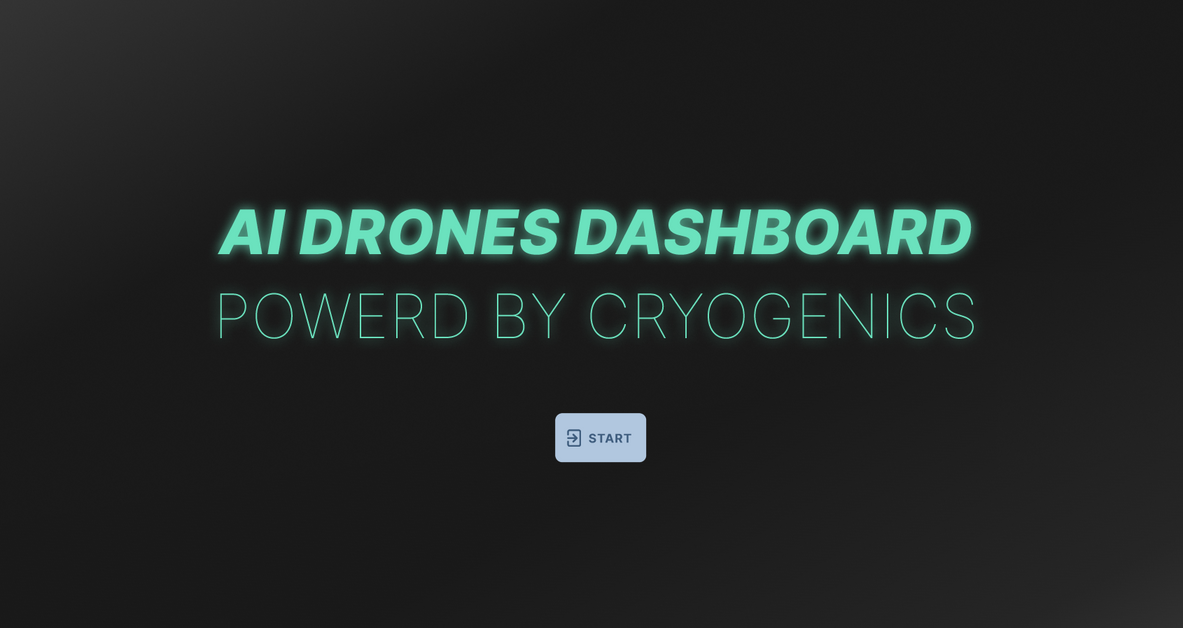 AI DRONES DASHBOARD
POWERD BY CRYOGENICS
START